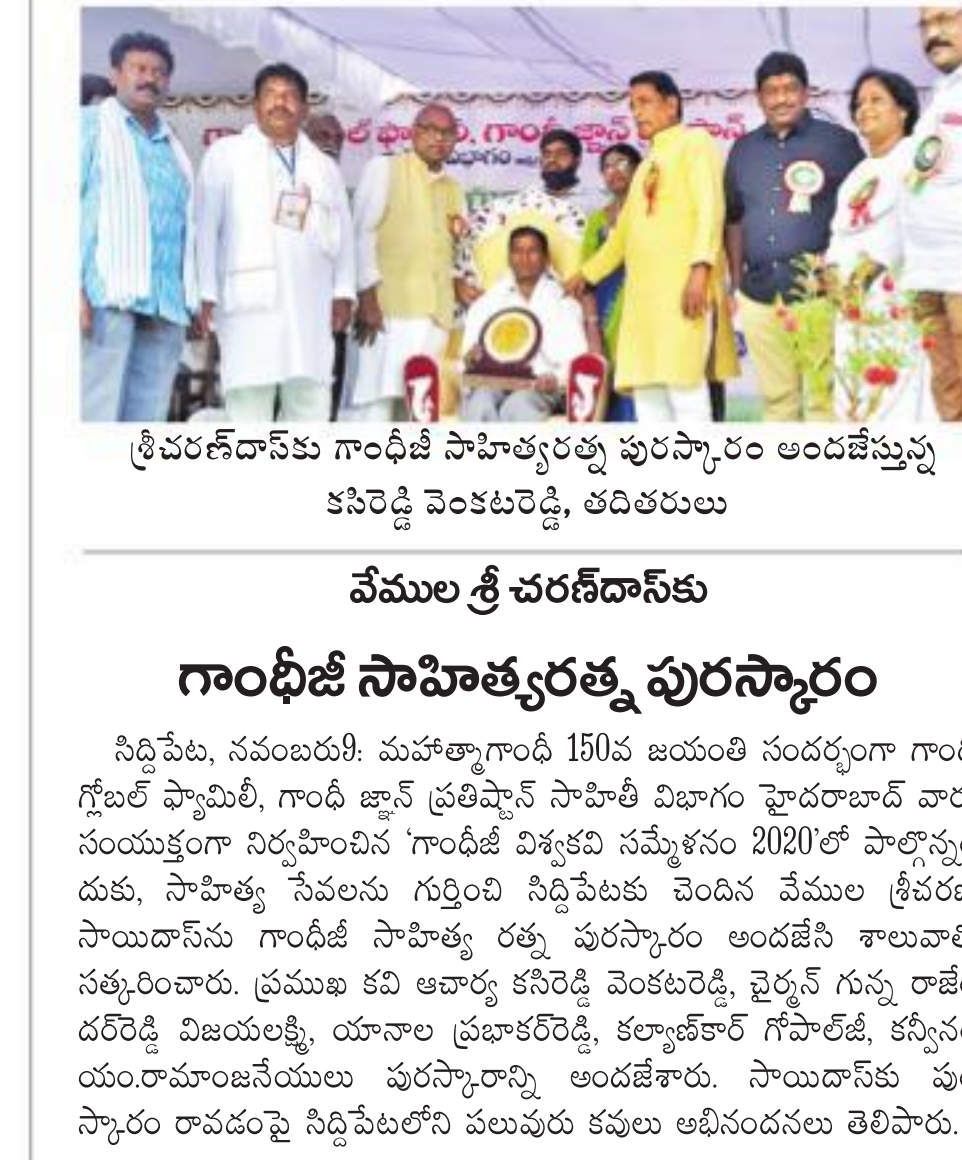 గాంధీ జ్ఞాన్
విభాగం
శ్రీచరణ్‌దాస్‌కు గాంధీజీ సాహిత్యరత్న పురస్కారం అందజేస్తున్న
కసిరెడ్డి వెంకటరెడ్డి, తదితరులు
వేముల శ్రీ చరణ్‌దాస్‌కు
గాంధీజీ సాహిత్యరత్న పురస్కారం
సిద్దిపేట, నవంబరు9: మహాత్మాగాంధీ 150వ జయంతి సందర్భంగా గాంధీ
గ్లోబల్ ఫ్యామిలీ, గాంధీ జ్ఞాన్ ప్రతిష్టాన్ సాహితీ విభాగం హైదరాబాద్ వారు
సంయుక్తంగా నిర్వహించిన ‘గాంధీజీ విశ్వకవి సమ్మేళనం 2020’లో పాల్గొన్నం
దుకు, సాహిత్య సేవలను గుర్తించి సిద్దిపేటకు చెందిన వేముల శ్రీచరణ
సాయిదాస్‌ను గాంధీజీ సాహిత్య రత్న పురస్కారం అందజేసి శాలువాతో
సత్కరించారు. ప్రముఖ కవి ఆచార్య కసిరెడ్డి వెంకటరెడ్డి, చైర్మన్ గున్న రాజేం
దర్‌రెడ్డి విజయలక్ష్మి, యానాల ప్రభాకర్‌రెడ్డి, కల్యాణ్‌కార్ గోపాల్‌జీ, కన్వీనం
యం.రామాంజనేయులు పురస్కారాన్ని అందజేశారు. సాయిదాస్‌కు పు
స్కారం రావడంపై సిద్దిపేటలోని పలువురు కవులు అభినందనలు తెలిపారు.